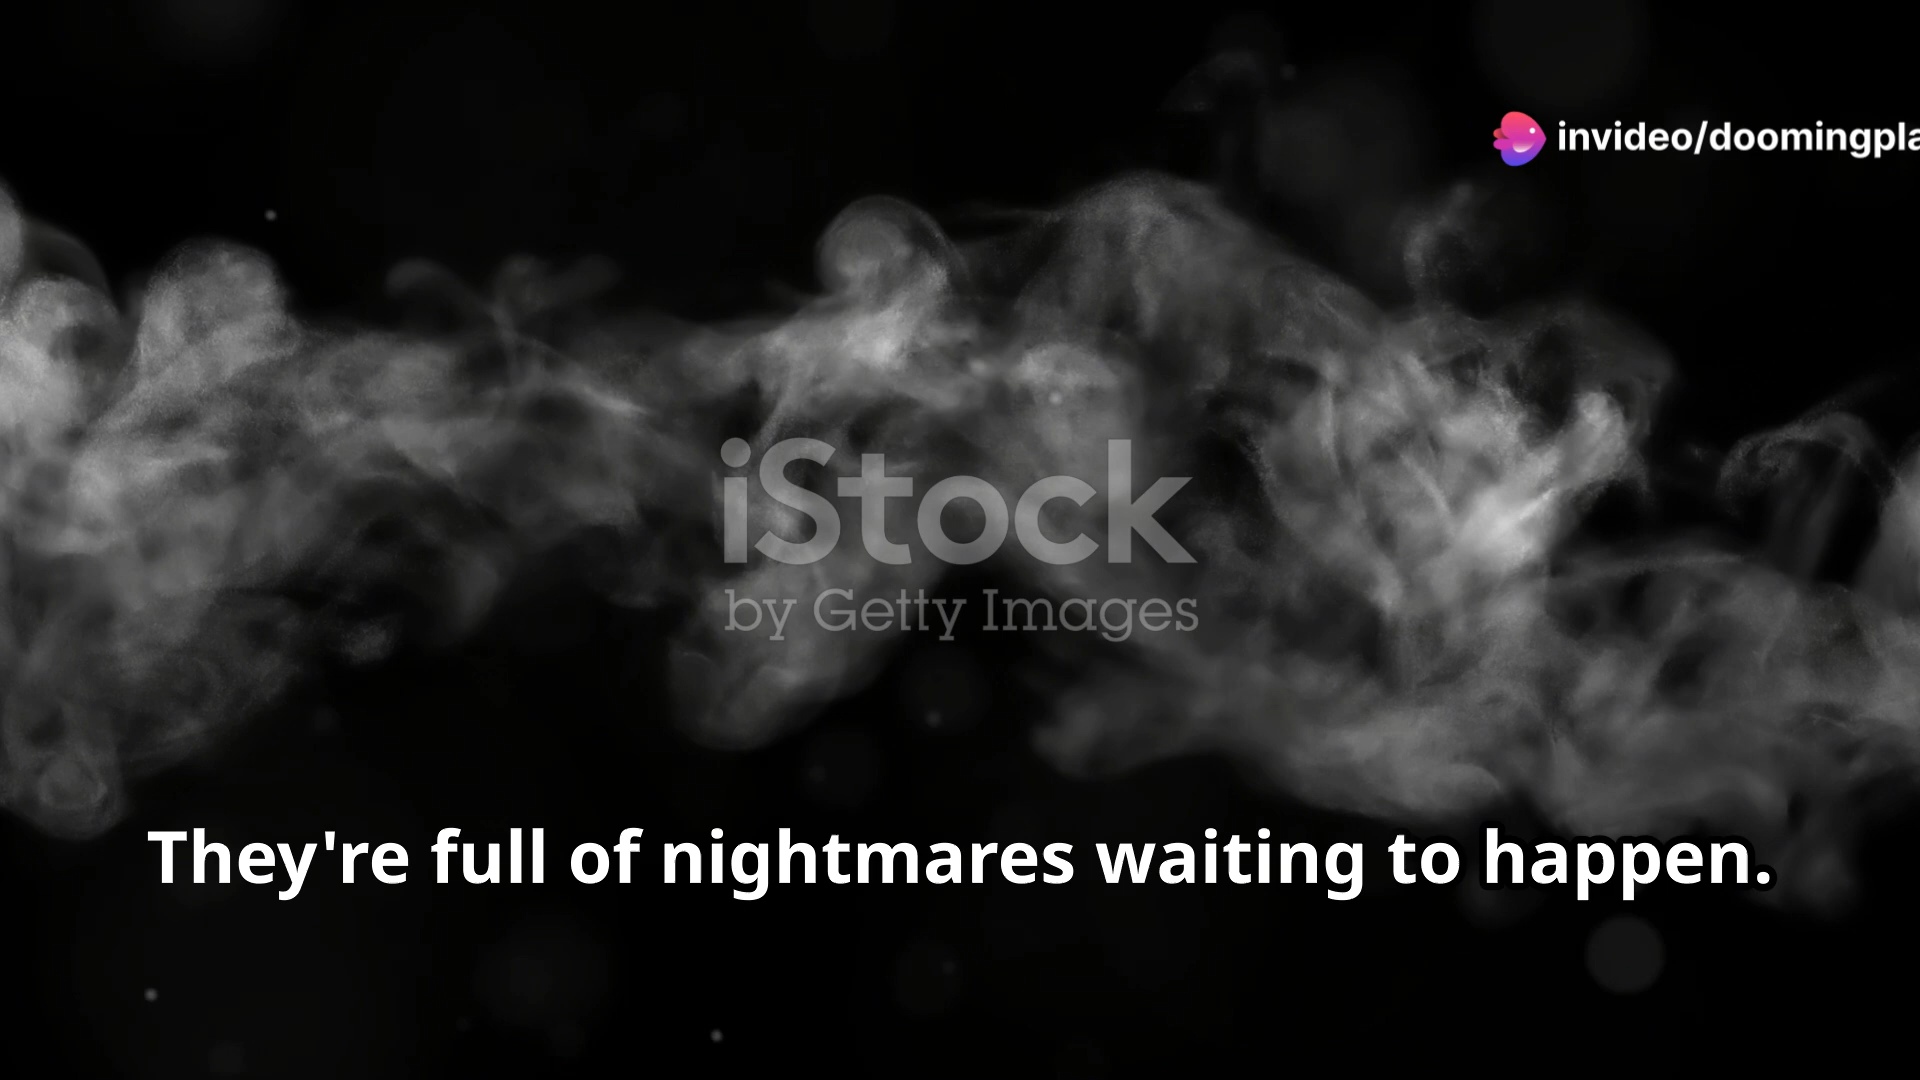 invideo/doomingpla
iStock
by Getty Images
They're full of nightmares waiting to happen.